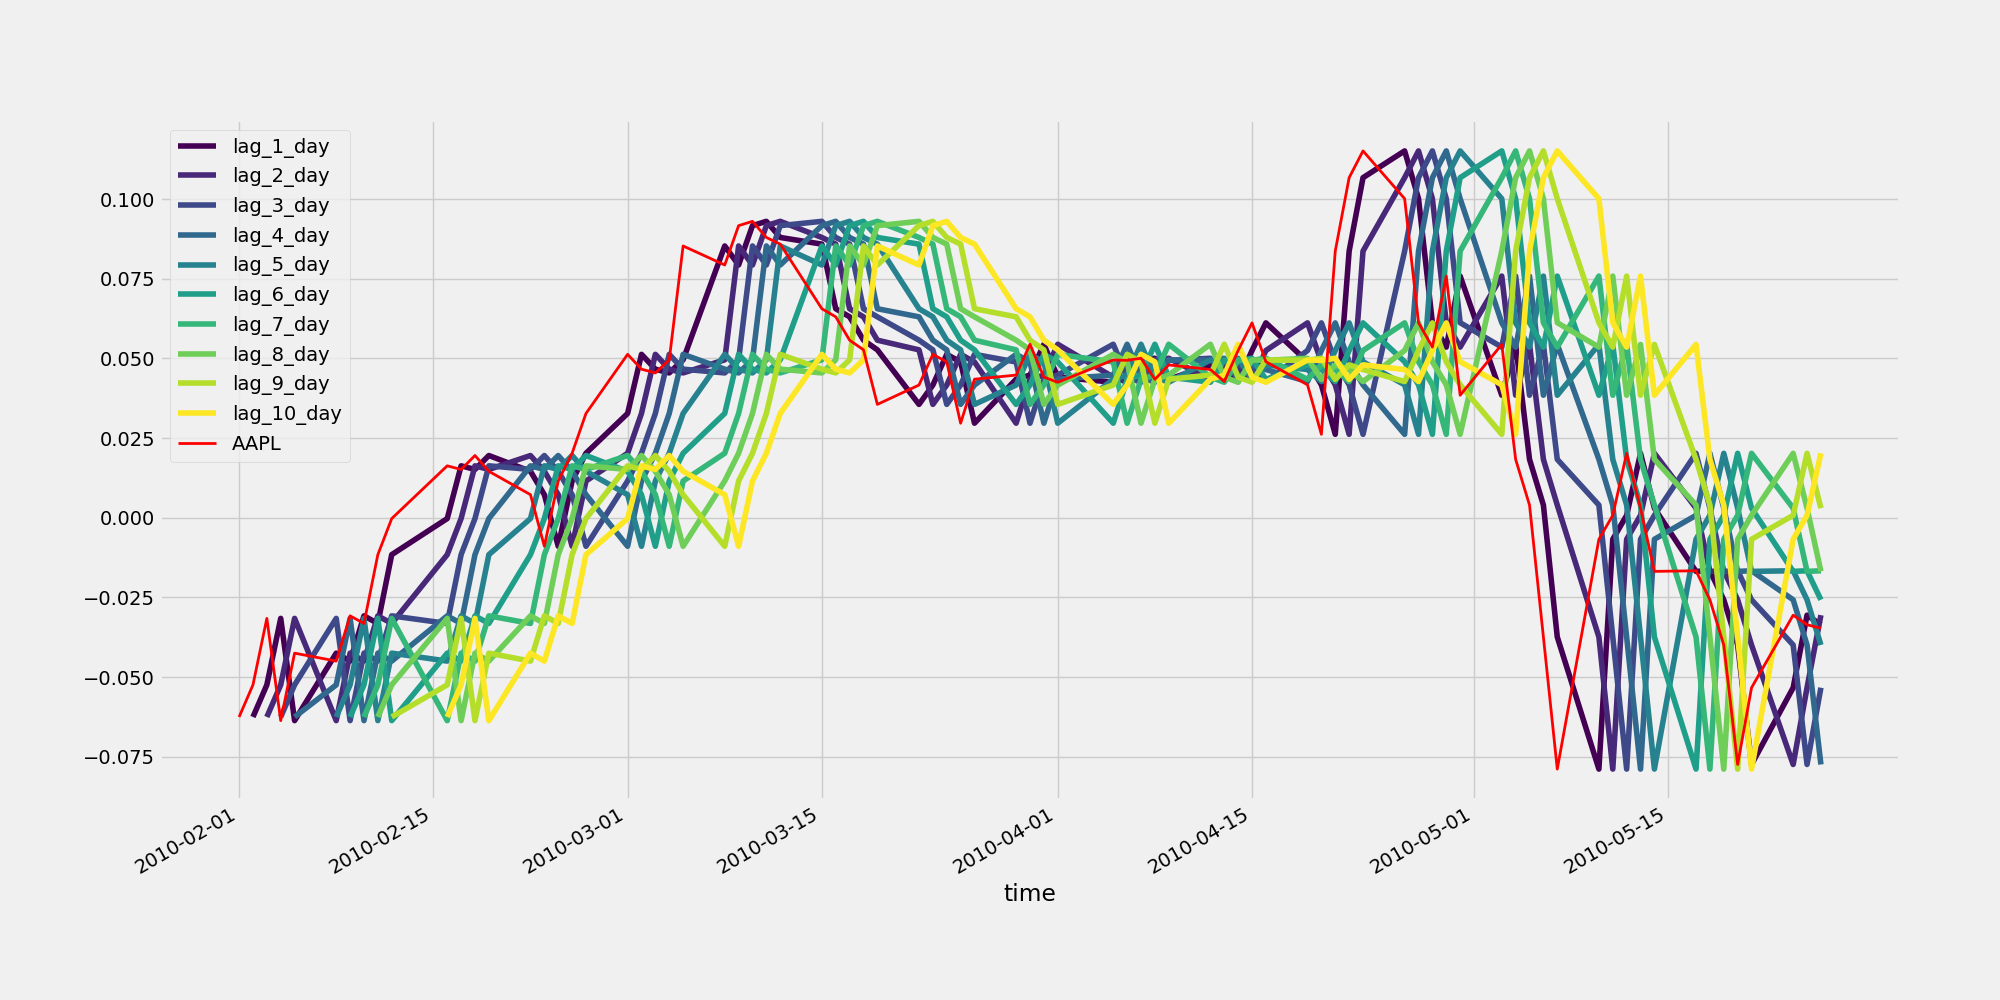 lag_1_day
lag_2_day
lag_3_day
lag_4_day
lag_5_day
lag_6_day
lag_7_day
lag_8_day
lag_9_day
lag_10_day
AAPL
0.100
0.075
0.050
0.025
0.000
−0.025
−0.050
−0.075
2010-02-01
2010-02-15
2010-03-01
2010-03-15
2010-04-01
2010-04-15
2010-05-01
2010-05-15
time